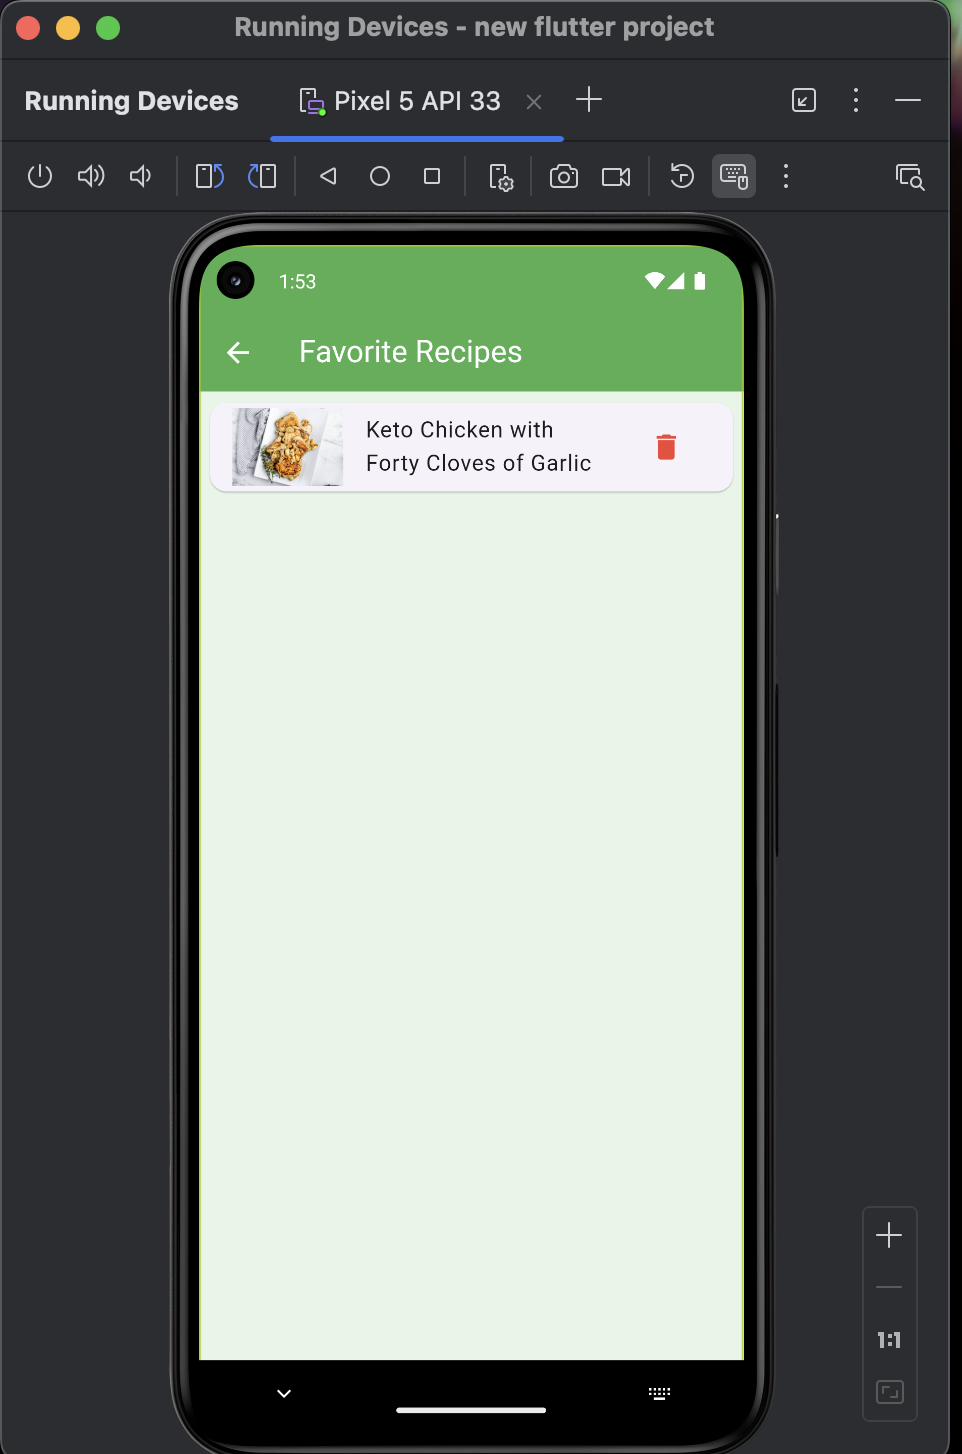 Running Devices - new flutter project
Running Devices
Pixel 5 API 33
1:53
Favorite Recipes
Keto Chicken with
Forty Cloves of Garlic
1:1